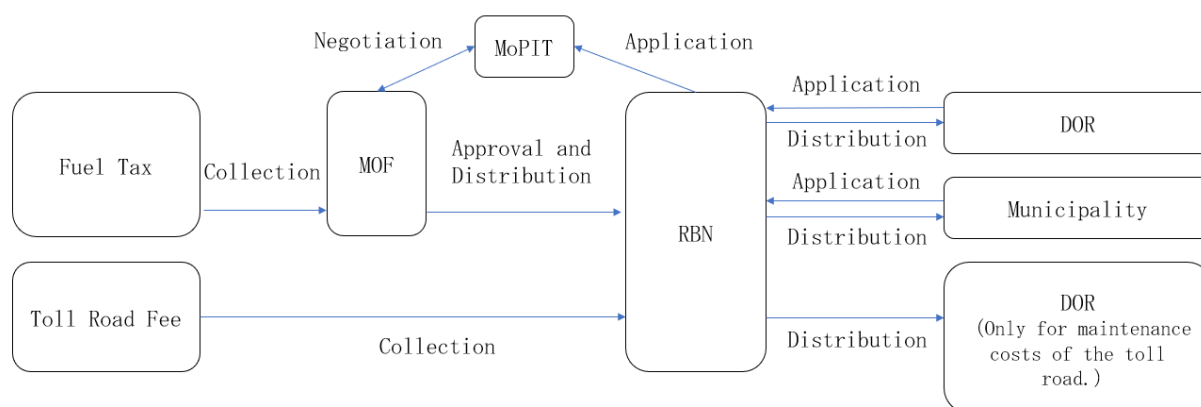 Negotiation
MoPIT
Application
Fuel Tax
Collection
MOF
Approval and
Distribution
RBN
Application
Distribution
DOR
Application
Distribution
Municipality
Toll Road Fee
Collection
Distribution
DOR
(Only for maintenance
costs of the toll
road.)